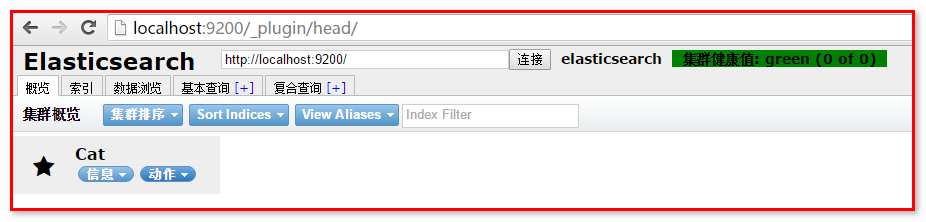 localhost:9200/_plugin/head/
Elasticsearch http://localhost:9200/ 连接 elasticsearch 集群健康值: green (0 of 0)
概览 索引 数据浏览 基本查询 [+] 复合查询 [+]
集群概览 集群排序 Sort Indices View Aliases Index Filter
Cat
信息 动作